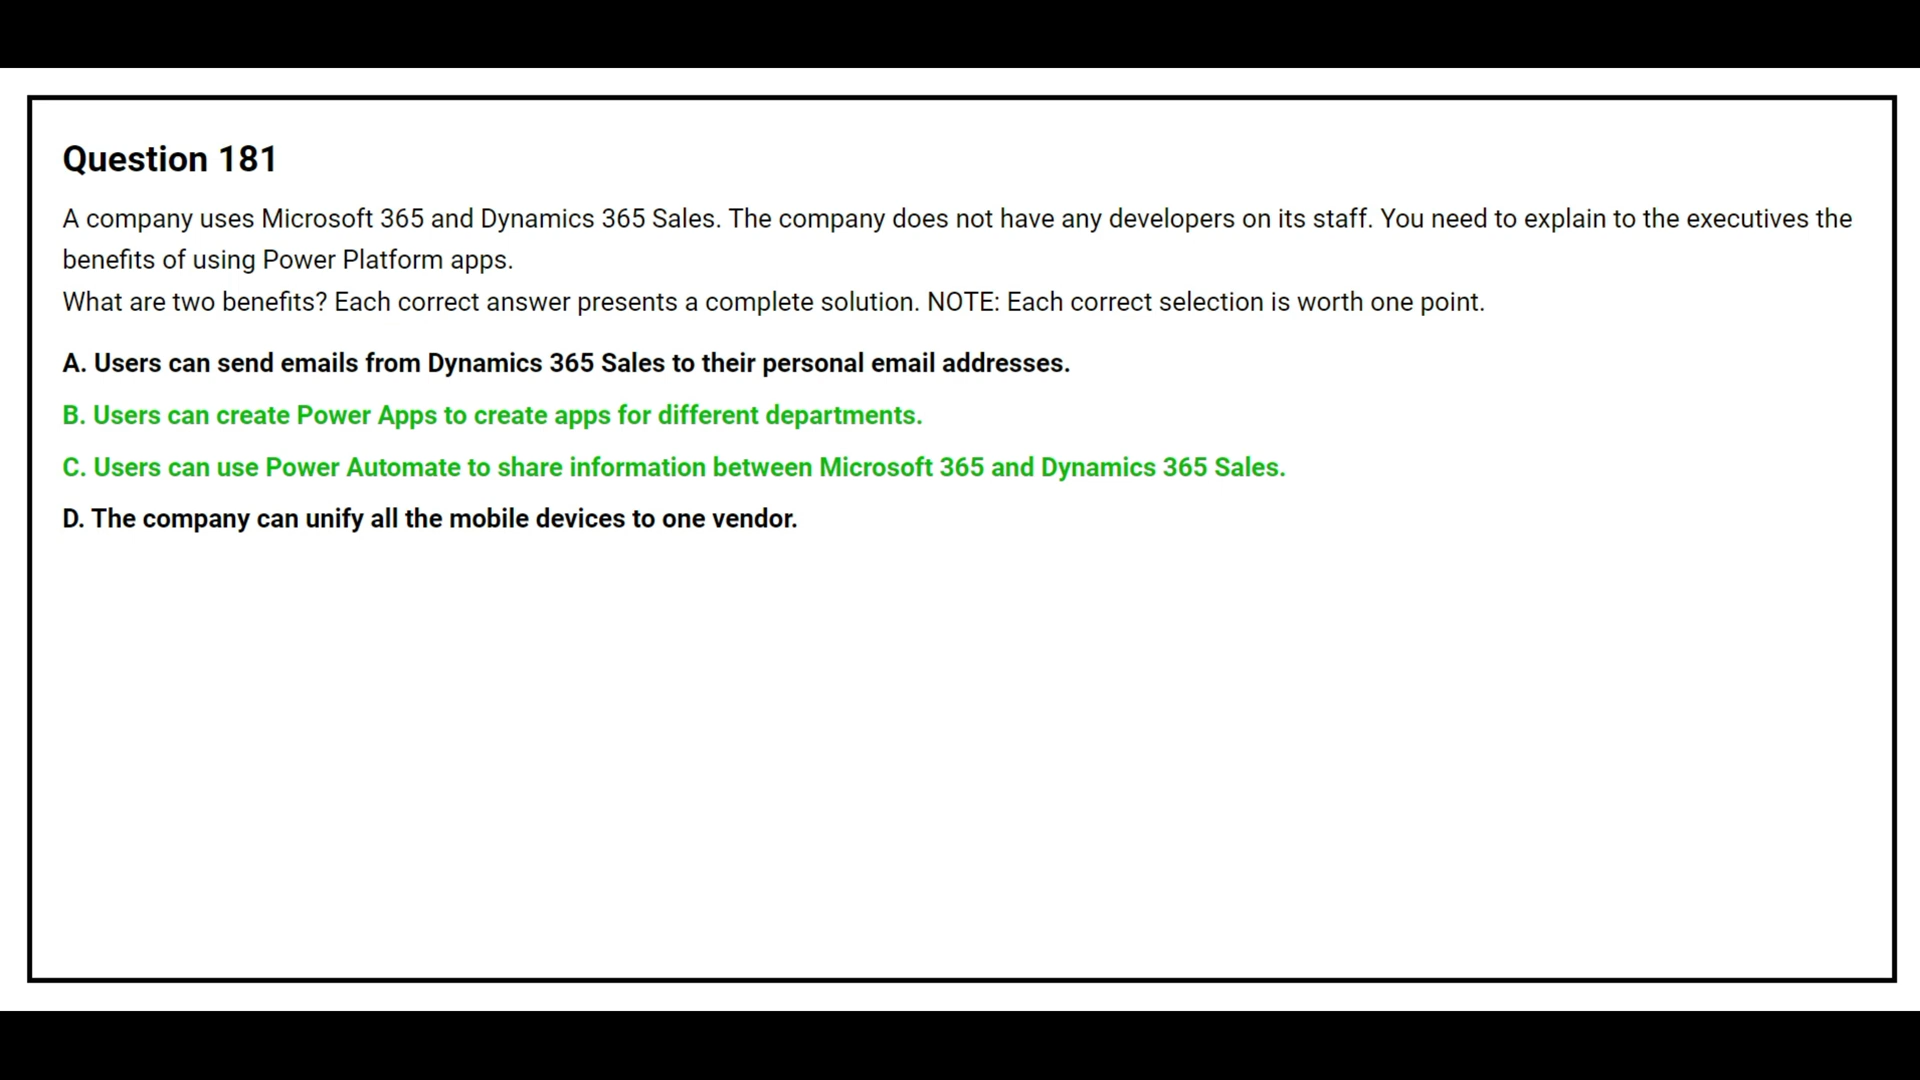 Question 181
A company uses Microsoft 365 and Dynamics 365 Sales. The company does not have any developers on its staff. You need to explain to the executives the
benefits of using Power Platform apps.
What are two benefits? Each correct answer presents a complete solution. NOTE: Each correct selection is worth one point.
A. Users can send emails from Dynamics 365 Sales to their personal email addresses.
B. Users can create Power Apps to create apps for different departments.
C. Users can use Power Automate to share information between Microsoft 365 and Dynamics 365 Sales.
D. The company can unify all the mobile devices to one vendor.